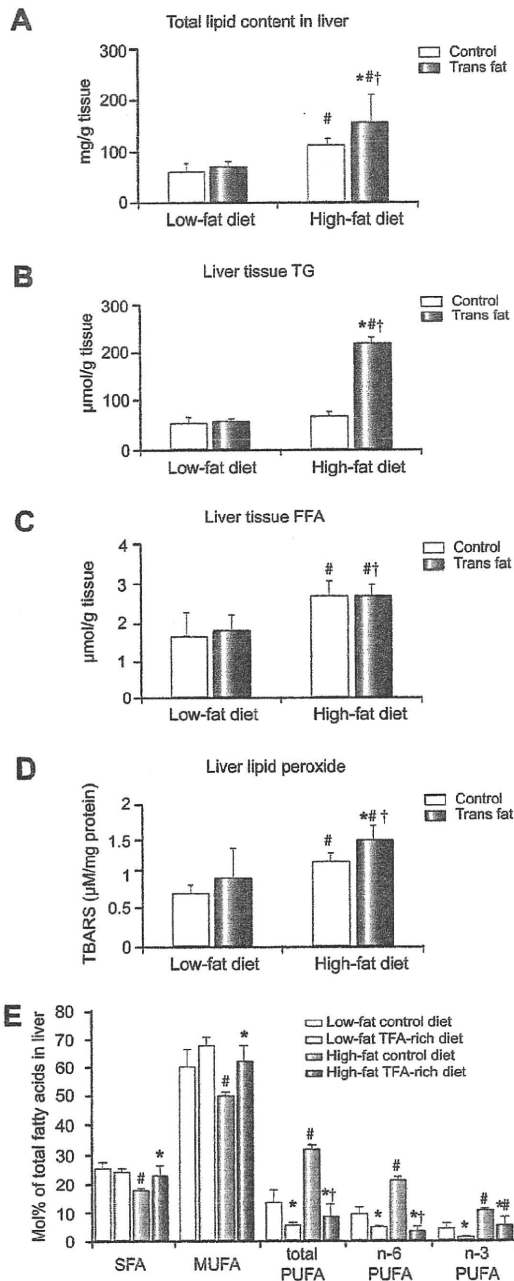 A
Total lipid content in liver
Control
Trans fat
mg/g tissue
300
200
100
0
#
*#†
Low-fat diet
High-fat diet
B
Liver tissue TG
Control
Trans fat
µmol/g tissue
300
200
100
0
*#†
Low-fat diet
High-fat diet
C
Liver tissue FFA
Control
Trans fat
µmol/g tissue
4
3
2
1
0
#
#†
Low-fat diet
High-fat diet
D
Liver lipid peroxide
Control
Trans fat
TBARS (µM/mg protein)
2
1.5
1
0.5
0
#
*# †
Low-fat diet
High-fat diet
E
Low-fat control diet
Low-fat TFA-rich diet
High-fat control diet
High-fat TFA-rich diet
Mol% of total fatty acids in liver
80
70
60
50
40
30
20
10
0
#
*
#
*
*
#
*†
*
#
*†
*
#
*#
SFA
MUFA
total PUFA
n-6 PUFA
n-3 PUFA